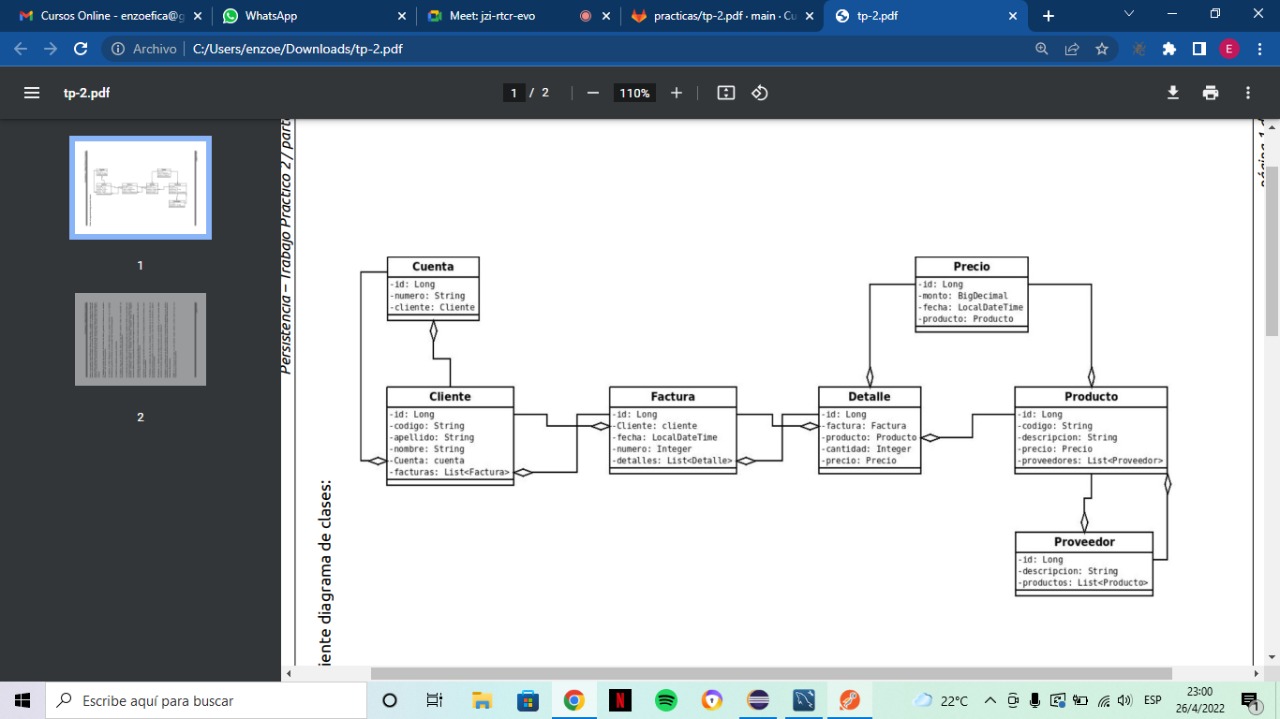 Cursos Online - enzoefica@g
WhatsApp
Meet: jzi-rtcr-evo
practicas/tp-2.pdf · main · Cu
tp-2.pdf
Archivo
C:/Users/enzoe/Downloads/tp-2.pdf
E
tp-2.pdf
1 / 2
110%
1
2
Persistencia – Trabajo Practico 2 / part
iente diagrama de clases:
Cuenta
-id: Long
-numero: String
-cliente: Cliente
Precio
-id: Long
-monto: BigDecimal
-fecha: LocalDateTime
-producto: Producto
Cliente
-id: Long
-codigo: String
-apellido: String
-nombre: String
-Cuenta: cuenta
-facturas: List<Factura>
Factura
-id: Long
-Cliente: cliente
-fecha: LocalDateTime
-numero: Integer
-detalles: List<Detalle>
Detalle
-id: Long
-factura: Factura
-producto: Producto
-cantidad: Integer
-precio: Precio
Producto
-id: Long
-codigo: String
-descripcion: String
-precio: Precio
-proveedores: List<Proveedor>
Proveedor
-id: Long
-descripcion: String
-productos: List<Producto>
Escribe aquí para buscar
22°C
ESP
23:00
26/4/2022
1